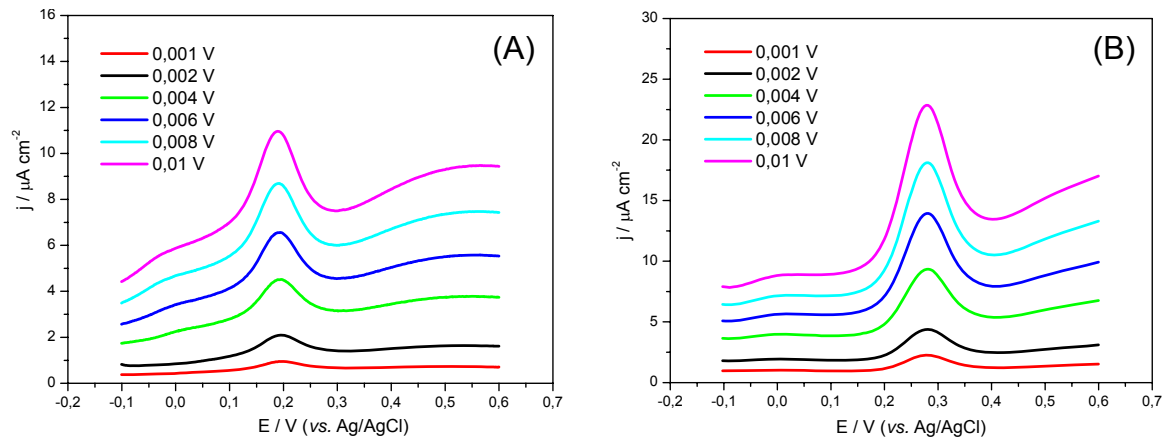 (A)
0,001 V
0,002 V
0,004 V
0,006 V
0,008 V
0,01 V
j / µA cm-2
16
14
12
10
8
6
4
2
0
-0,2 -0,1 0,0 0,1 0,2 0,3 0,4 0,5 0,6 0,7
E / V (vs. Ag/AgCl)
(B)
0,001 V
0,002 V
0,004 V
0,006 V
0,008 V
0,01 V
j / µA cm-2
30
25
20
15
10
5
0
-0,2 -0,1 0,0 0,1 0,2 0,3 0,4 0,5 0,6 0,7
E / V (vs. Ag/AgCl)